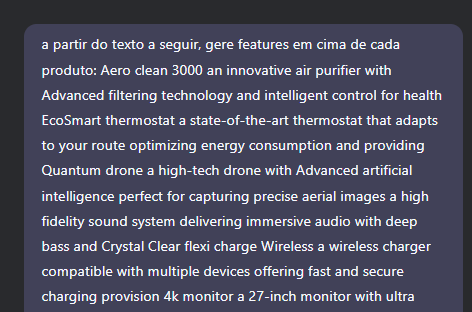 a partir do texto a seguir, gere features em cima de cada
produto: Aero clean 3000 an innovative air purifier with
Advanced filtering technology and intelligent control for health
EcoSmart thermostat a state-of-the-art thermostat that adapts
to your route optimizing energy consumption and providing
Quantum drone a high-tech drone with Advanced artificial
intelligence perfect for capturing precise aerial images a high
fidelity sound system delivering immersive audio with deep
bass and Crystal Clear flexi charge Wireless a wireless charger
compatible with multiple devices offering fast and secure
charging provision 4k monitor a 27-inch monitor with ultra